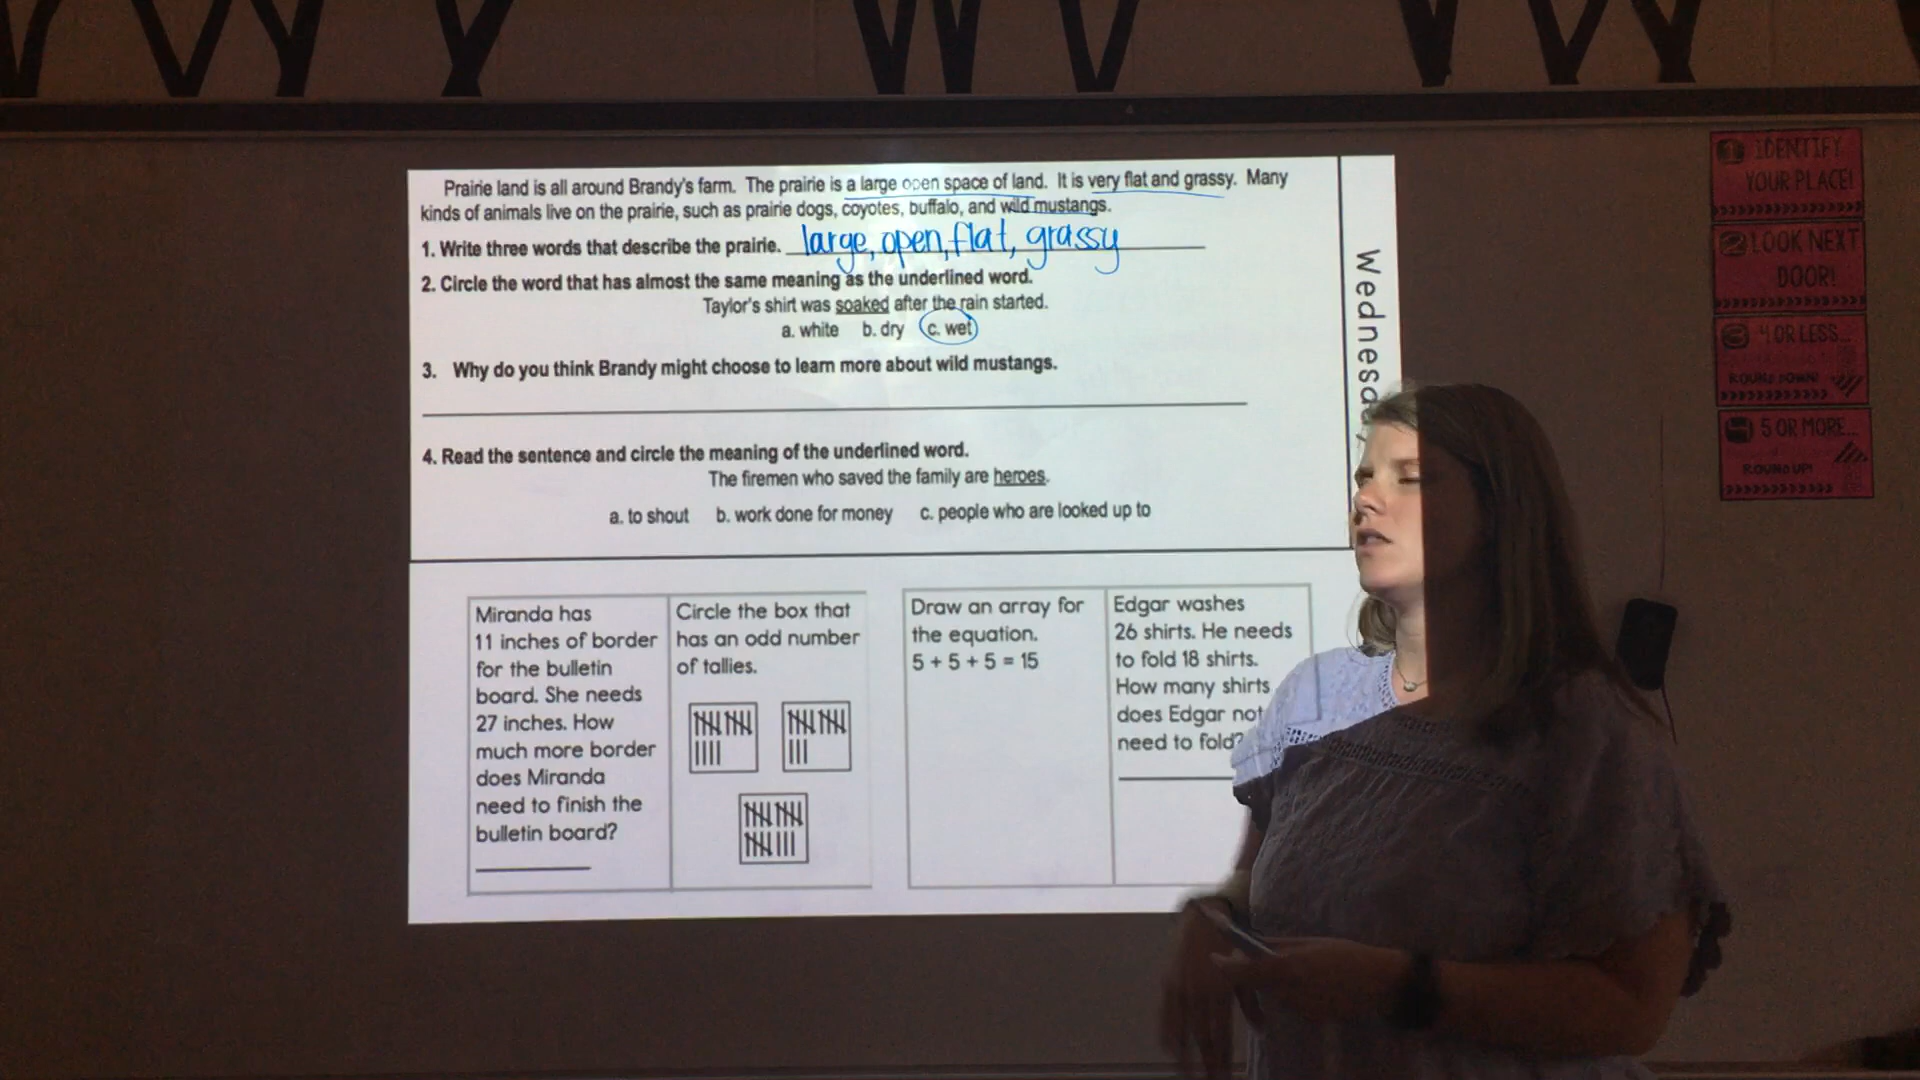 Prairie land is all around Brandy's farm. The prairie is a large open space of land. It is very flat and grassy. Many
kinds of animals live on the prairie, such as prairie dogs, coyotes, buffalo, and wild mustangs.
1. Write three words that describe the prairie. large, open, flat, grassy
2. Circle the word that has almost the same meaning as the underlined word.
Taylor's shirt was soaked after the rain started.
a. white b. dry c. wet
3. Why do you think Brandy might choose to learn more about wild mustangs.
4. Read the sentence and circle the meaning of the underlined word.
The firemen who saved the family are heroes.
a. to shout b. work done for money c. people who are looked up to
Miranda has
11 inches of border
for the bulletin
board. She needs
27 inches. How
much more border
does Miranda
need to finish the
bulletin board?
Circle the box that
has an odd number
of tallies.
Draw an array for
the equation.
5 + 5 + 5 = 15
Edgar washes
26 shirts. He needs
to fold 18 shirts.
How many shirts
does Edgar not
need to fold?
1 IDENTIFY
YOUR PLACE!
2 LOOK NEXT
DOOR!
3 4 OR LESS...
ROUND DOWN!
4 5 OR MORE...
ROUND UP!